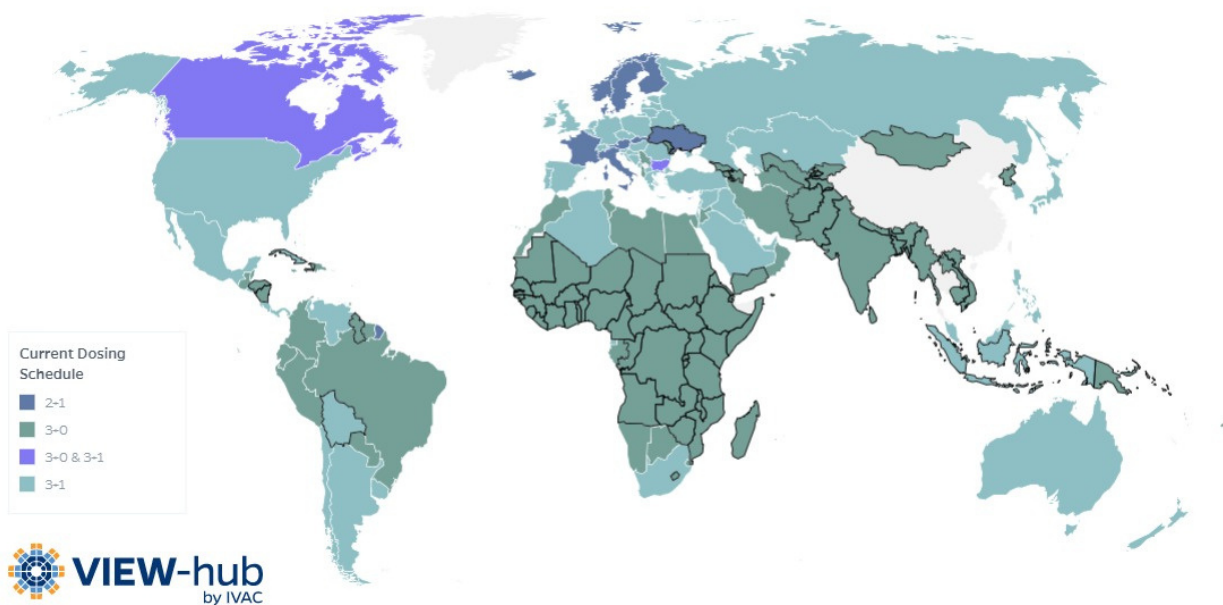 Current Dosing
Schedule
2+1
3+0
3+0 & 3+1
3+1
VIEW-hub
by IVAC